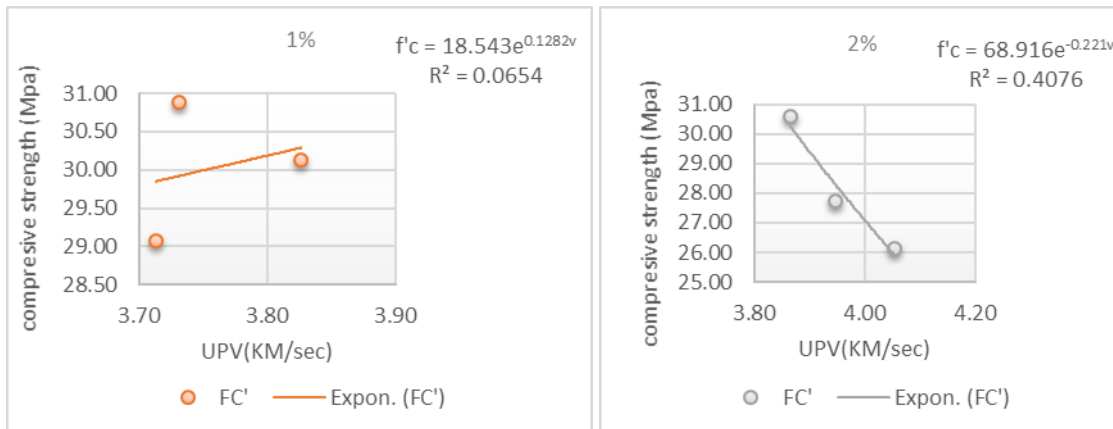 1%
f'c = 18.543e^0.1282v
R² = 0.0654
compresive strength (Mpa)
31.00
30.50
30.00
29.50
29.00
28.50
3.70 3.80 3.90
UPV(KM/sec)
FC' Expon. (FC')
2%
f'c = 68.916e^-0.221v
R² = 0.4076
compresive strength (Mpa)
31.00
30.00
29.00
28.00
27.00
26.00
25.00
3.80 4.00 4.20
UPV(KM/sec)
FC' Expon. (FC')